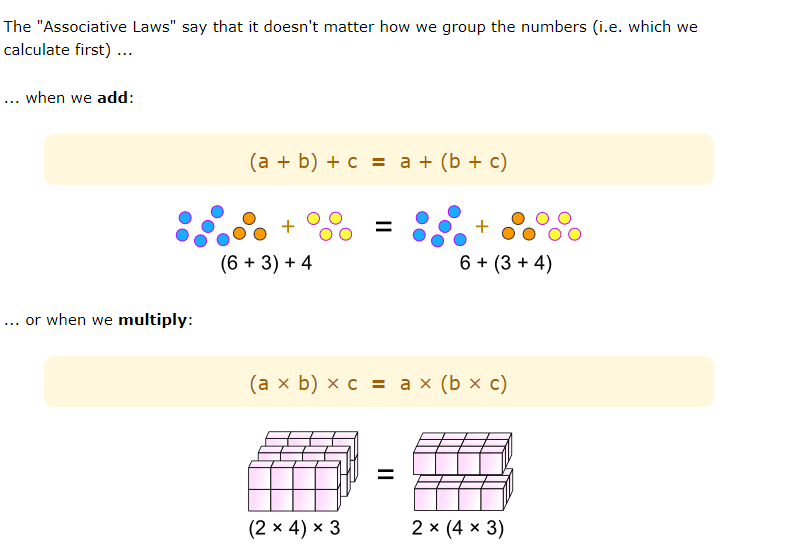 The "Associative Laws" say that it doesn't matter how we group the numbers (i.e. which we
calculate first) ...
... when we add:
(a + b) + c = a + (b + c)
+ = +
(6 + 3) + 4 6 + (3 + 4)
... or when we multiply:
(a × b) × c = a × (b × c)
=
(2 × 4) × 3 2 × (4 × 3)